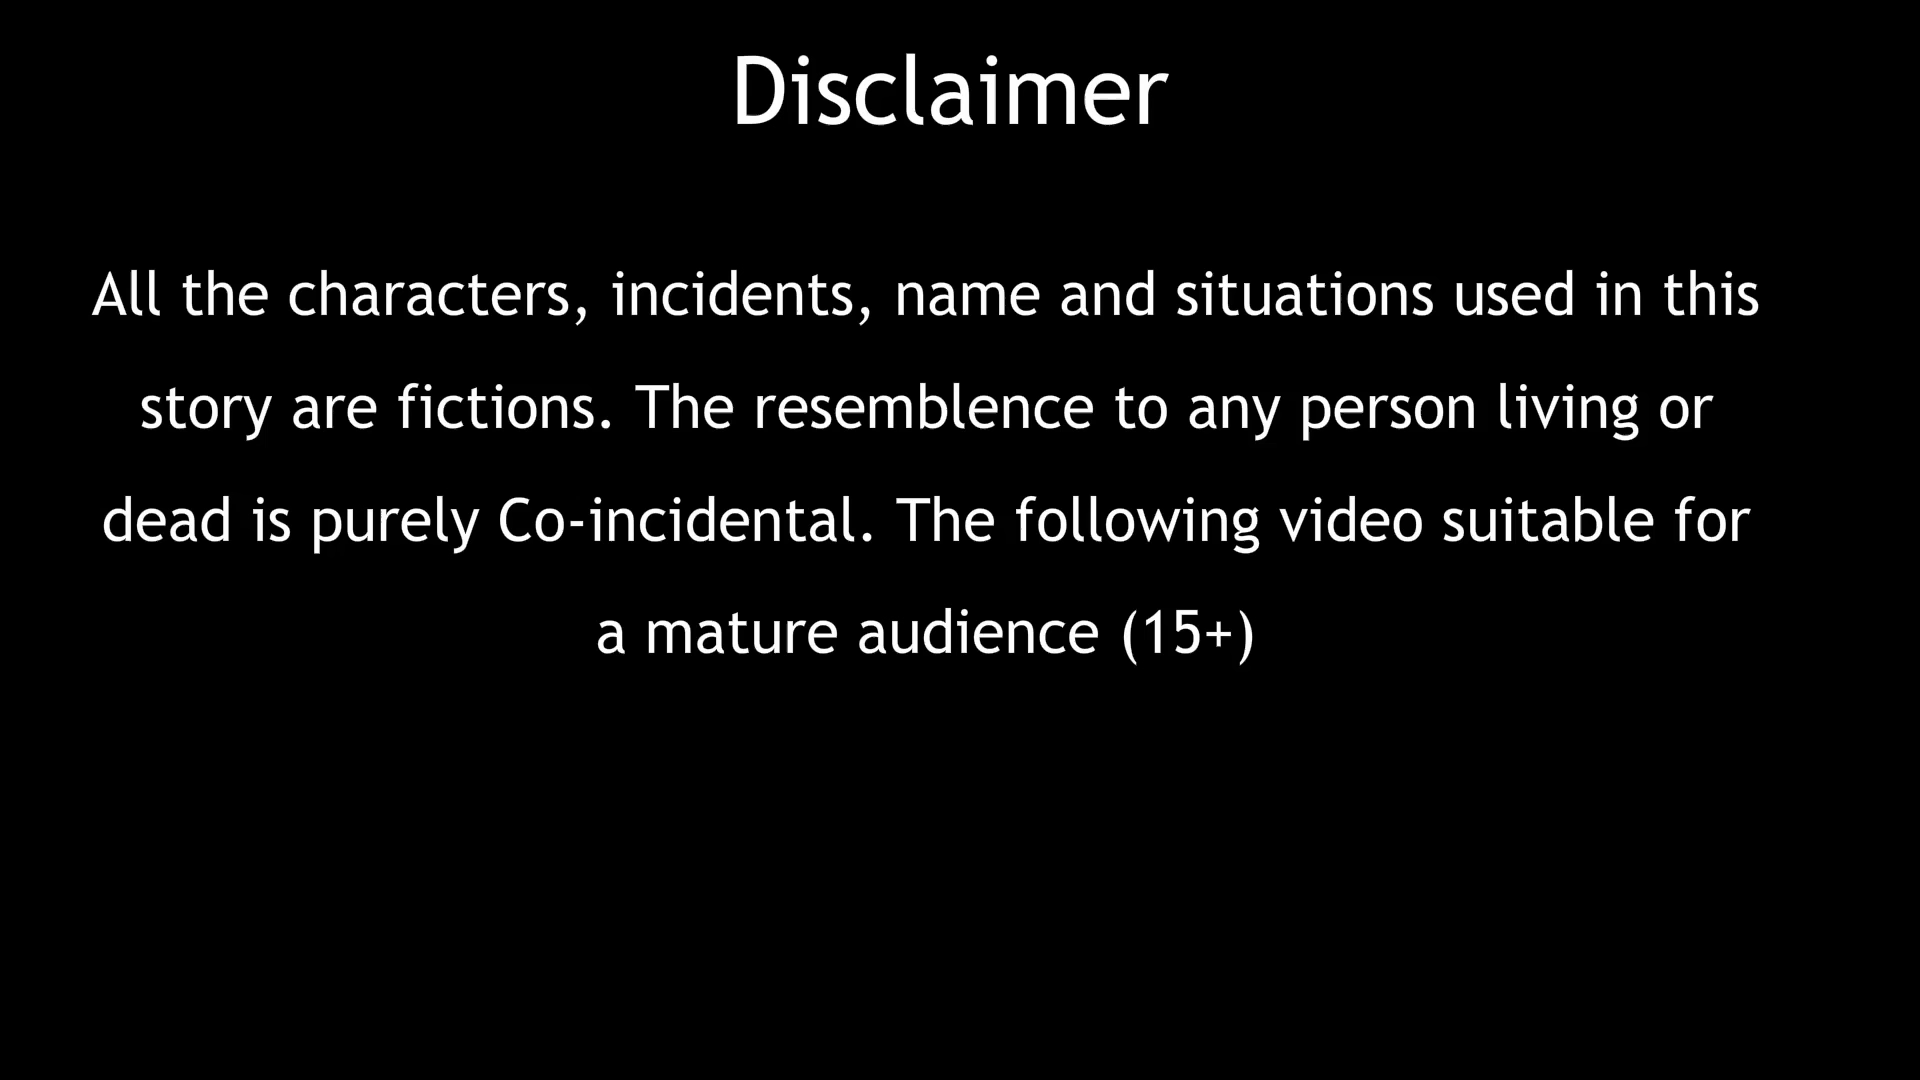 Disclaimer
All the characters, incidents, name and situations used in this
story are fictions. The resemblence to any person living or
dead is purely Co-incidental. The following video suitable for
a mature audience (15+)